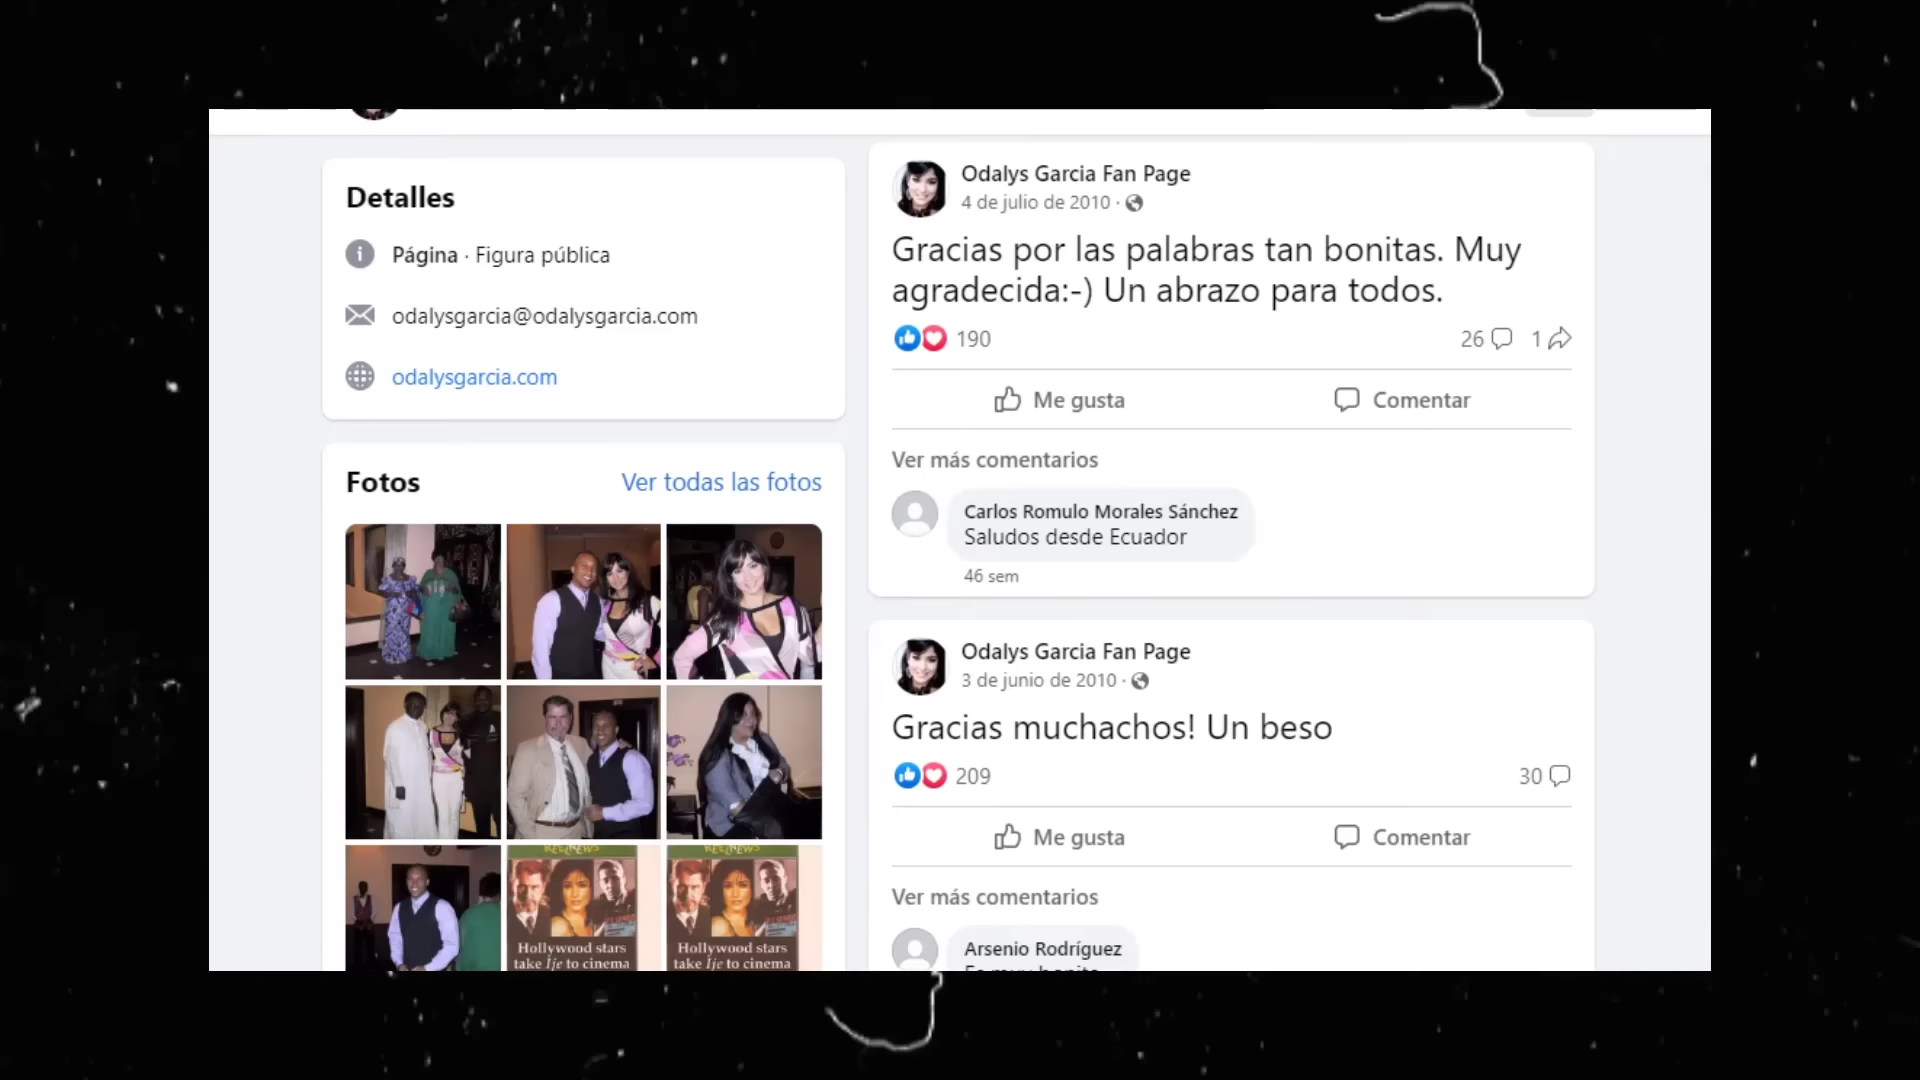 Detalles
Página · Figura pública
odalysgarcia@odalysgarcia.com
odalysgarcia.com
Fotos
Ver todas las fotos
REELNEWS
REELNEWS
Hollywood stars
take Ije to cinema
Hollywood stars
take Ije to cinema
Odalys Garcia Fan Page
4 de julio de 2010 ·
Gracias por las palabras tan bonitas. Muy
agradecida:-) Un abrazo para todos.
190
26
1
Me gusta
Comentar
Ver más comentarios
Carlos Romulo Morales Sánchez
Saludos desde Ecuador
46 sem
Odalys Garcia Fan Page
3 de junio de 2010 ·
Gracias muchachos! Un beso
209
30
Me gusta
Comentar
Ver más comentarios
Arsenio Rodríguez